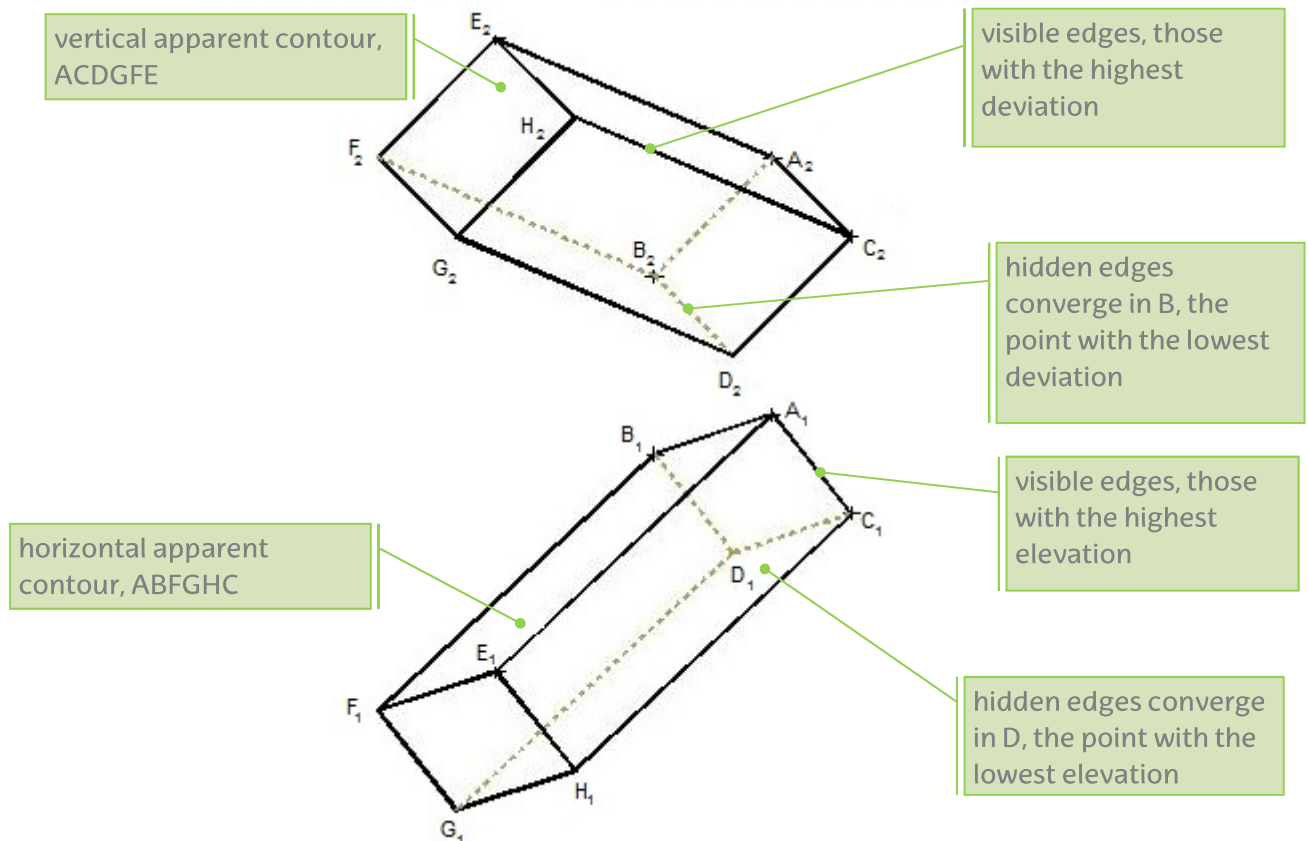 vertical apparent contour,
ACDGFE
visible edges, those
with the highest
deviation
E₂
H₂
F₂
A₂
B₂
C₂
G₂
D₂
hidden edges
converge in B, the
point with the lowest
deviation
A₁
B₁
C₁
D₁
visible edges, those
with the highest
elevation
horizontal apparent
contour, ABFGHC
E₁
F₁
H₁
G₁
hidden edges converge
in D, the point with the
lowest elevation